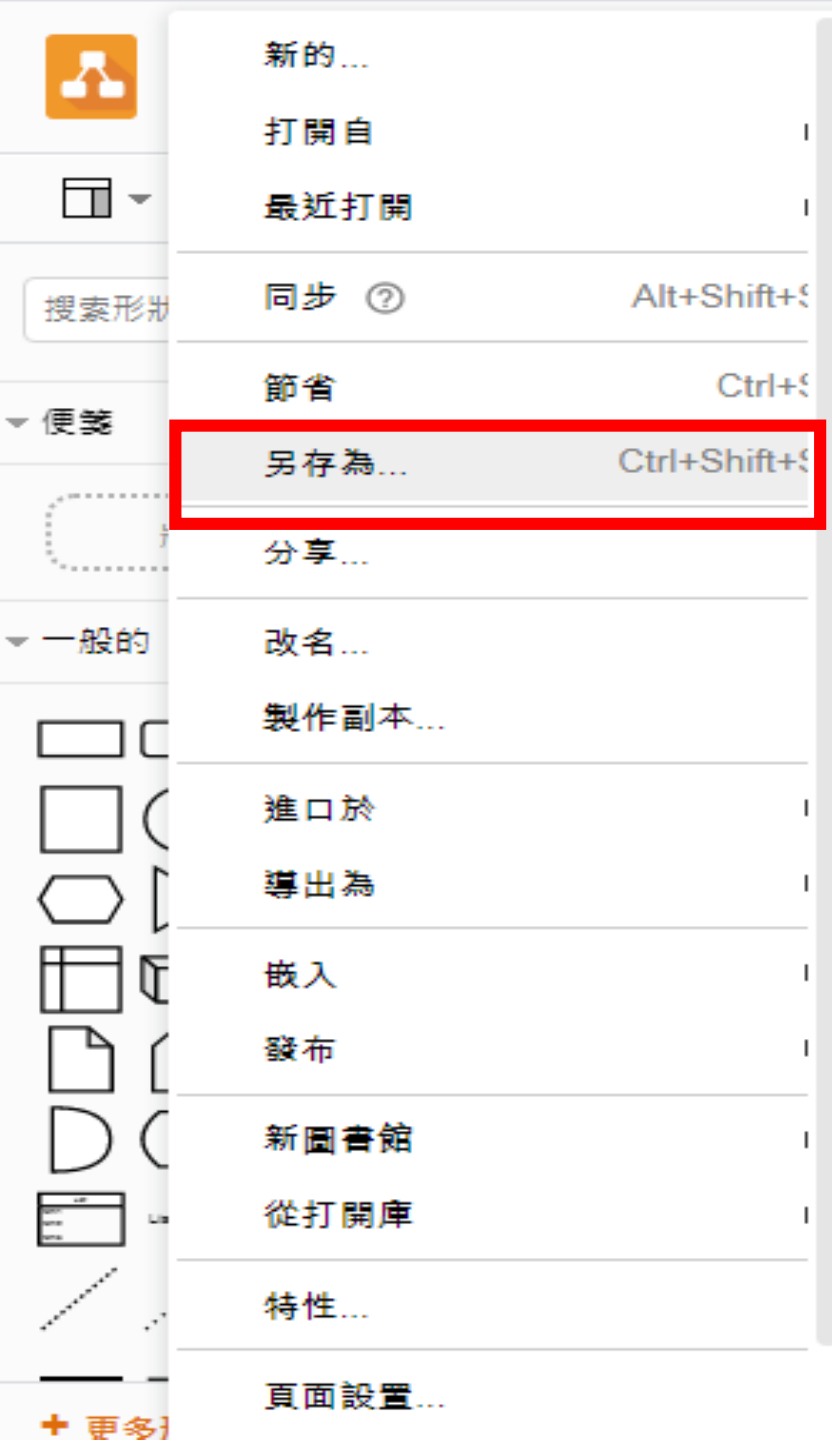 新的...
打開自
最近打開
搜索形狀
同步 ? Alt+Shift+S
節省 Ctrl+S
便箋
另存為... Ctrl+Shift+S
分享...
一般的
改名...
製作副本...
進口於
導出為
嵌入
發布
新圖書館
從打開庫
特性...
頁面設置...
+ 更多